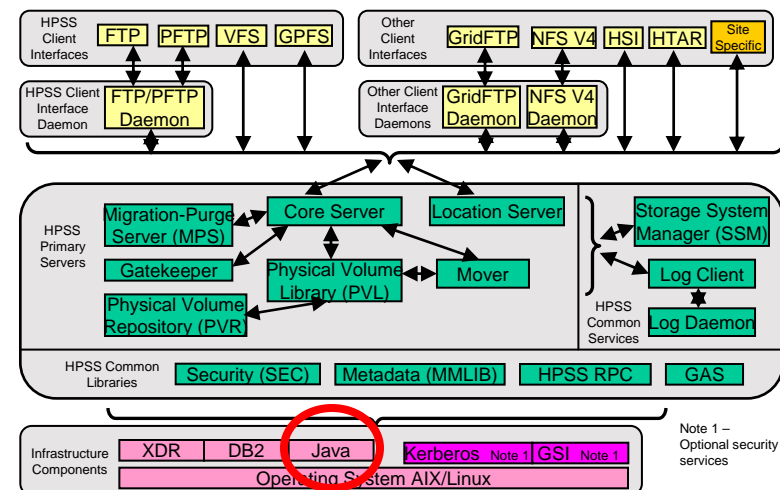 HPSS
Client
Interfaces
FTP
PFTP
VFS
GPFS
Other
Client
Interfaces
GridFTP
NFS V4
HSI
HTAR
Site
Specific
HPSS Client
Interface
Daemon
FTP/PFTP
Daemon
Other Client
Interface
Daemons
GridFTP
Daemon
NFS V4
Daemon
HPSS
Primary
Servers
Migration-Purge
Server (MPS)
Core Server
Location Server
Gatekeeper
Physical Volume
Library (PVL)
Mover
Physical Volume
Repository (PVR)
Storage System
Manager (SSM)
Log Client
Log Daemon
HPSS
Common
Services
HPSS Common
Libraries
Security (SEC)
Metadata (MMLIB)
HPSS RPC
GAS
Infrastructure
Components
XDR
DB2
Java
Kerberos Note 1
GSI Note 1
Operating System AIX/Linux
Note 1 –
Optional security
services